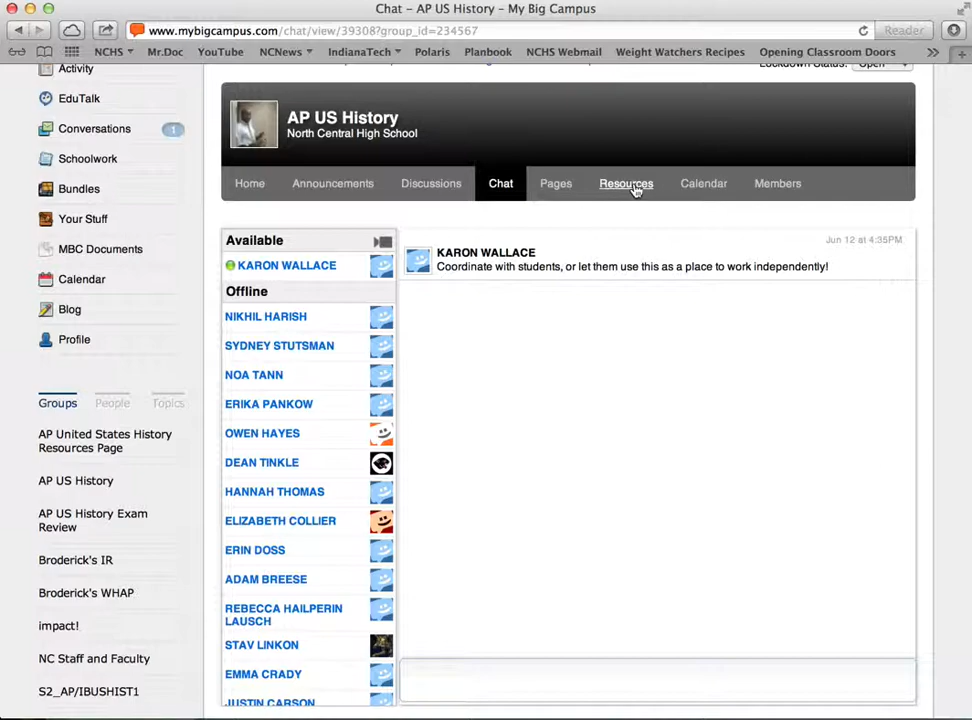 Chat – AP US History – My Big Campus
www.mybigcampus.com/chat/view/39308?group_id=234567
Reader
NCHS
Mr.Doc
YouTube
NCNews
IndianaTech
Polaris
Planbook
NCHS Webmail
Weight Watchers Recipes
Opening Classroom Doors
Activity
EduTalk
Conversations 1
Schoolwork
Bundles
Your Stuff
MBC Documents
Calendar
Blog
Profile
Groups People Topics
AP United States History
Resources Page
AP US History
AP US History Exam
Review
Broderick's IR
Broderick's WHAP
impact!
NC Staff and Faculty
S2_AP/IBUSHIST1
Lockdown Status: Open
AP US History
North Central High School
Home Announcements Discussions Chat Pages Resources Calendar Members
Available
KARON WALLACE
Offline
NIKHIL HARISH
SYDNEY STUTSMAN
NOA TANN
ERIKA PANKOW
OWEN HAYES
DEAN TINKLE
HANNAH THOMAS
ELIZABETH COLLIER
ERIN DOSS
ADAM BREESE
REBECCA HAILPERIN
LAUSCH
STAV LINKON
EMMA CRADY
JUSTIN CARSON
Jun 12 at 4:35PM
KARON WALLACE
Coordinate with students, or let them use this as a place to work independently!